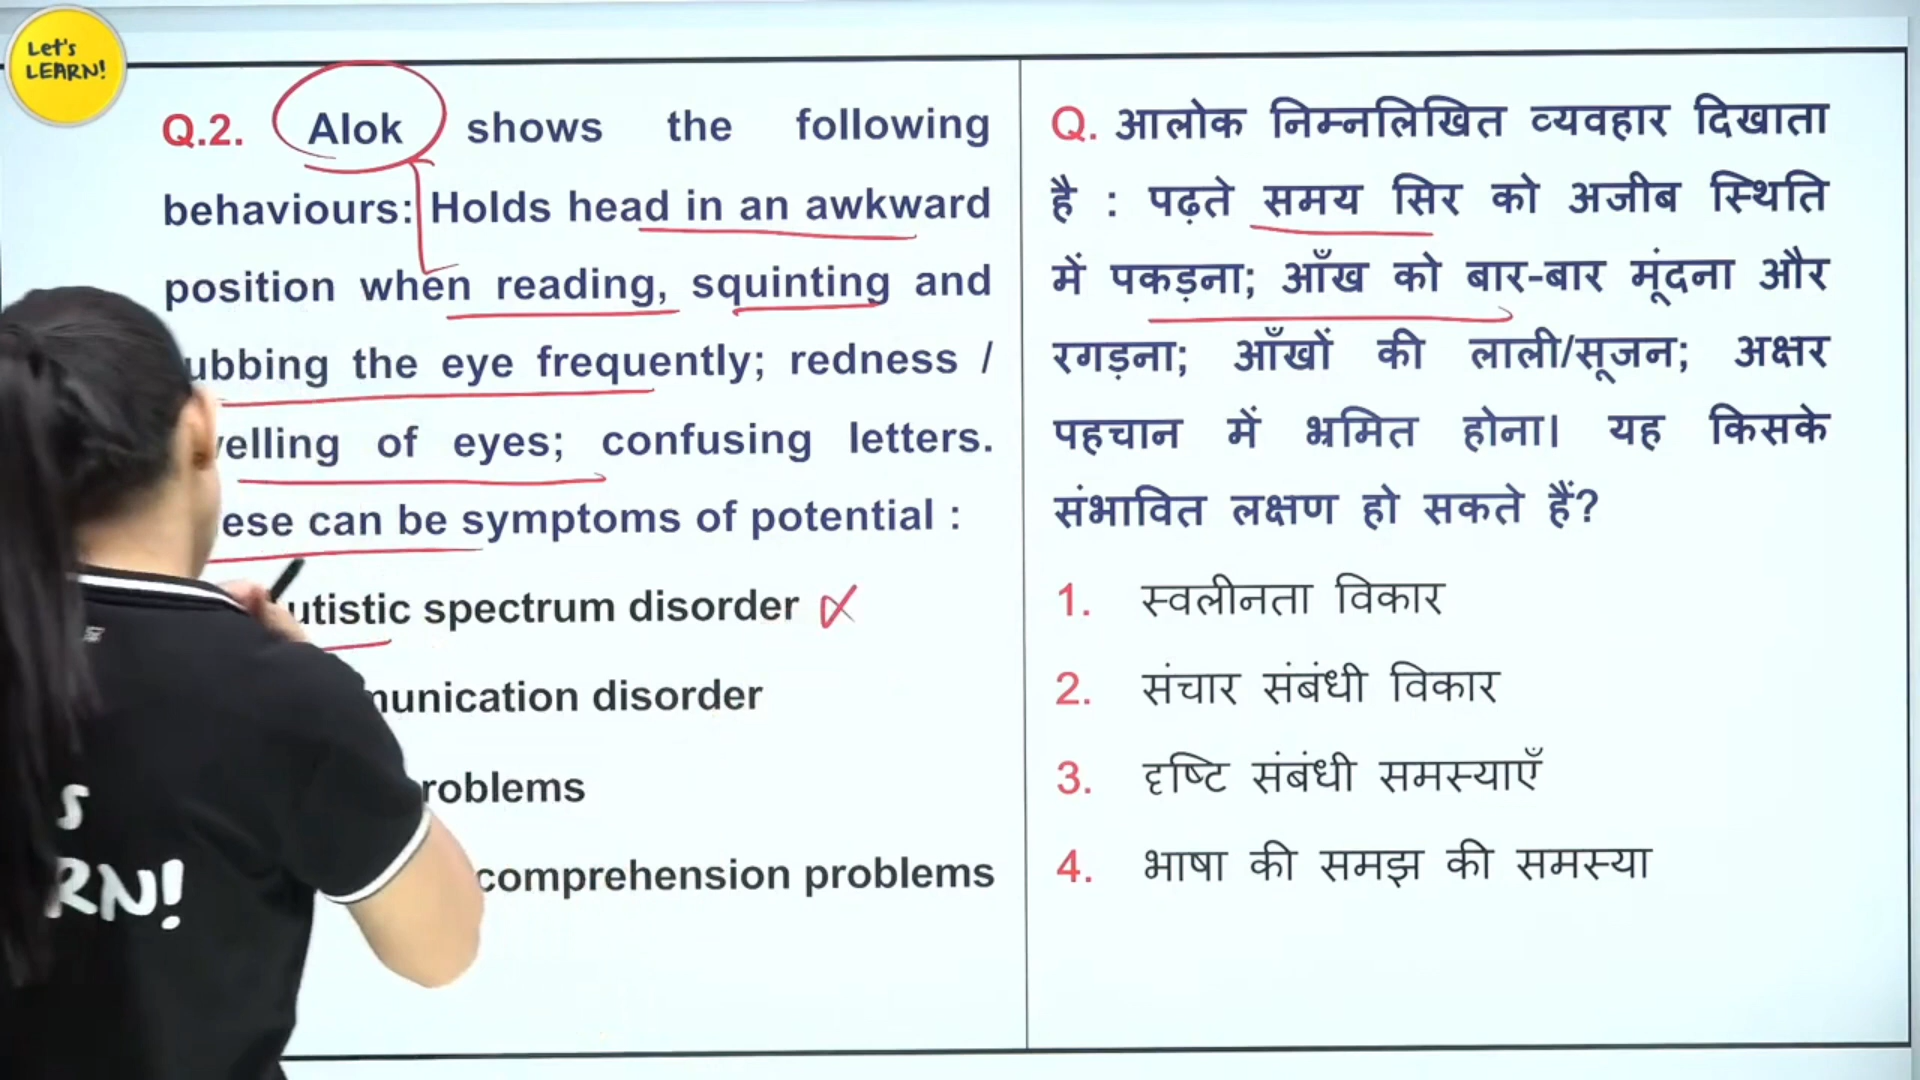 Let's
LEARN!
Q.2. Alok shows the following
behaviours: Holds head in an awkward
position when reading, squinting and
ubbing the eye frequently; redness /
elling of eyes; confusing letters.
ese can be symptoms of potential :
utistic spectrum disorder
unication disorder
roblems
comprehension problems
Q. आलोक निम्नलिखित व्यवहार दिखाता
है : पढ़ते समय सिर को अजीब स्थिति
में पकड़ना; आँख को बार-बार मूंदना और
रगड़ना; आँखों की लाली/सूजन; अक्षर
पहचान में भ्रमित होना। यह किसके
संभावित लक्षण हो सकते हैं?
1. स्वलीनता विकार
2. संचार संबंधी विकार
3. दृष्टि संबंधी समस्याएँ
4. भाषा की समझ की समस्या
S
RN!